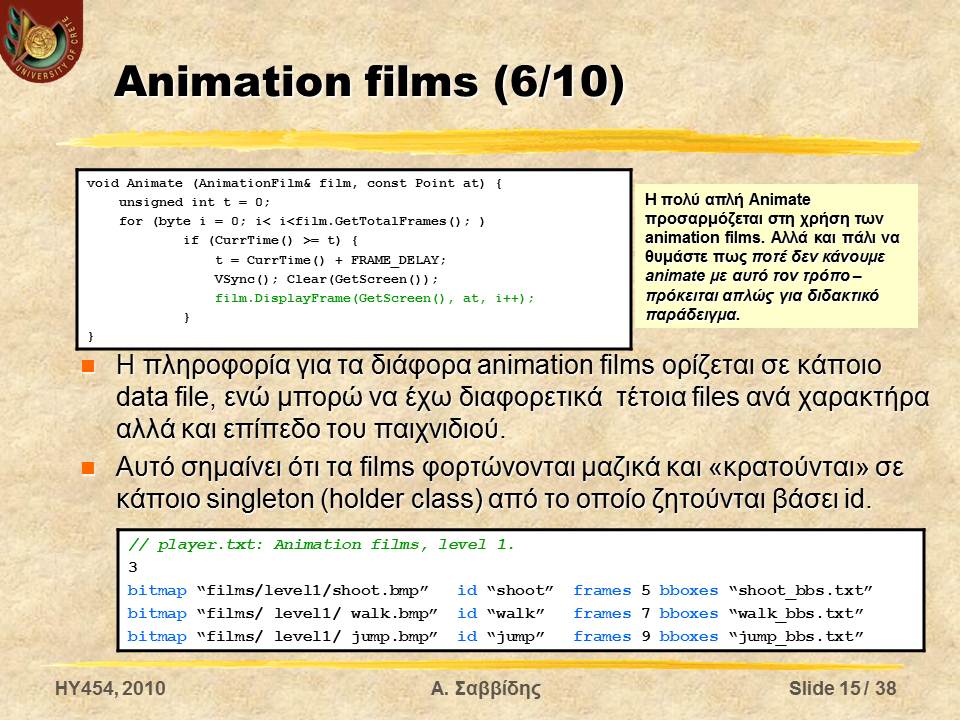 UNIVERSITY OF CRETE
Animation films (6/10)
void Animate (AnimationFilm& film, const Point at) {
unsigned int t = 0;
for (byte i = 0; i< i<film.GetTotalFrames(); )
if (CurrTime() >= t) {
t = CurrTime() + FRAME_DELAY;
VSync(); Clear(GetScreen());
film.DisplayFrame(GetScreen(), at, i++);
}
}
Η πολύ απλή Animate
προσαρμόζεται στη χρήση των
animation films. Αλλά και πάλι να
θυμάστε πως ποτέ δεν κάνουμε
animate με αυτό τον τρόπο –
πρόκειται απλώς για διδακτικό
παράδειγμα.
Η πληροφορία για τα διάφορα animation films ορίζεται σε κάποιο
data file, ενώ μπορώ να έχω διαφορετικά τέτοια files ανά χαρακτήρα
αλλά και επίπεδο του παιχνιδιού.
Αυτό σημαίνει ότι τα films φορτώνονται μαζικά και «κρατούνται» σε
κάποιο singleton (holder class) από το οποίο ζητούνται βάσει id.
// player.txt: Animation films, level 1.
3
bitmap “films/level1/shoot.bmp” id “shoot” frames 5 bboxes “shoot_bbs.txt”
bitmap “films/ level1/ walk.bmp” id “walk” frames 7 bboxes “walk_bbs.txt”
bitmap “films/ level1/ jump.bmp” id “jump” frames 9 bboxes “jump_bbs.txt”
HY454, 2010
Α. Σαββίδης
Slide 15 / 38